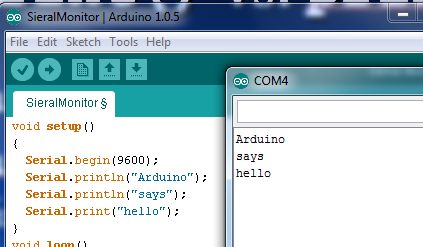 SieralMonitor | Arduino 1.0.5
File Edit Sketch Tools Help
SieralMonitor §
void setup()
{
Serial.begin(9600);
Serial.println("Arduino");
Serial.println("says");
Serial.print("hello");
}
void loop()
COM4
Arduino
says
hello